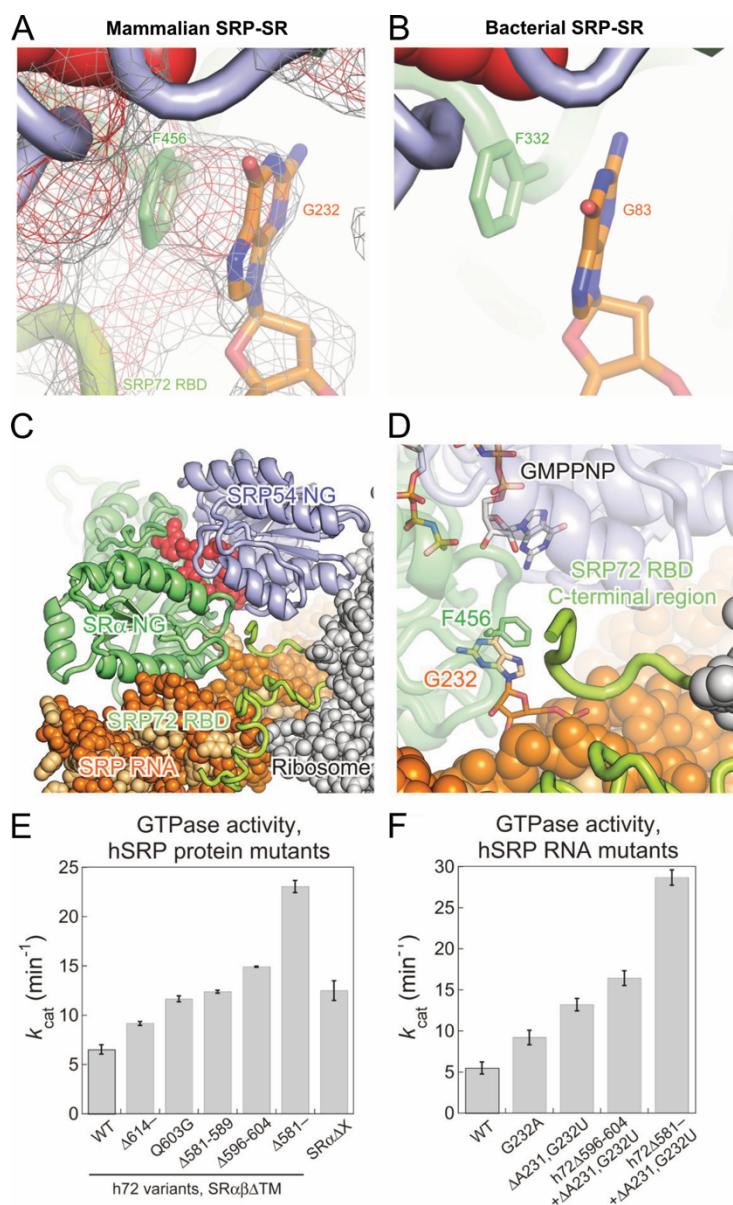 A
Mammalian SRP-SR
F456
G232
SRP72 RBD
B
Bacterial SRP-SR
F332
G83
C
SRP54 NG
SRα NG
SRP72 RBD
SRP RNA
Ribosome
D
GMPPNP
SRP72 RBD
C-terminal region
F456
G232
E
GTPase activity,
hSRP protein mutants
25
20
15
10
5
0
kcat (min-1)
WT
Δ614–
Q603G
Δ581-589
Δ596-604
Δ581–
SRαΔX
h72 variants, SRαβΔTM
F
GTPase activity,
hSRP RNA mutants
30
25
20
15
10
5
0
kcat (min-1)
WT
G232A
ΔA231,G232U
h72Δ596-604
+ΔA231,G232U
h72Δ581–
+ΔA231,G232U